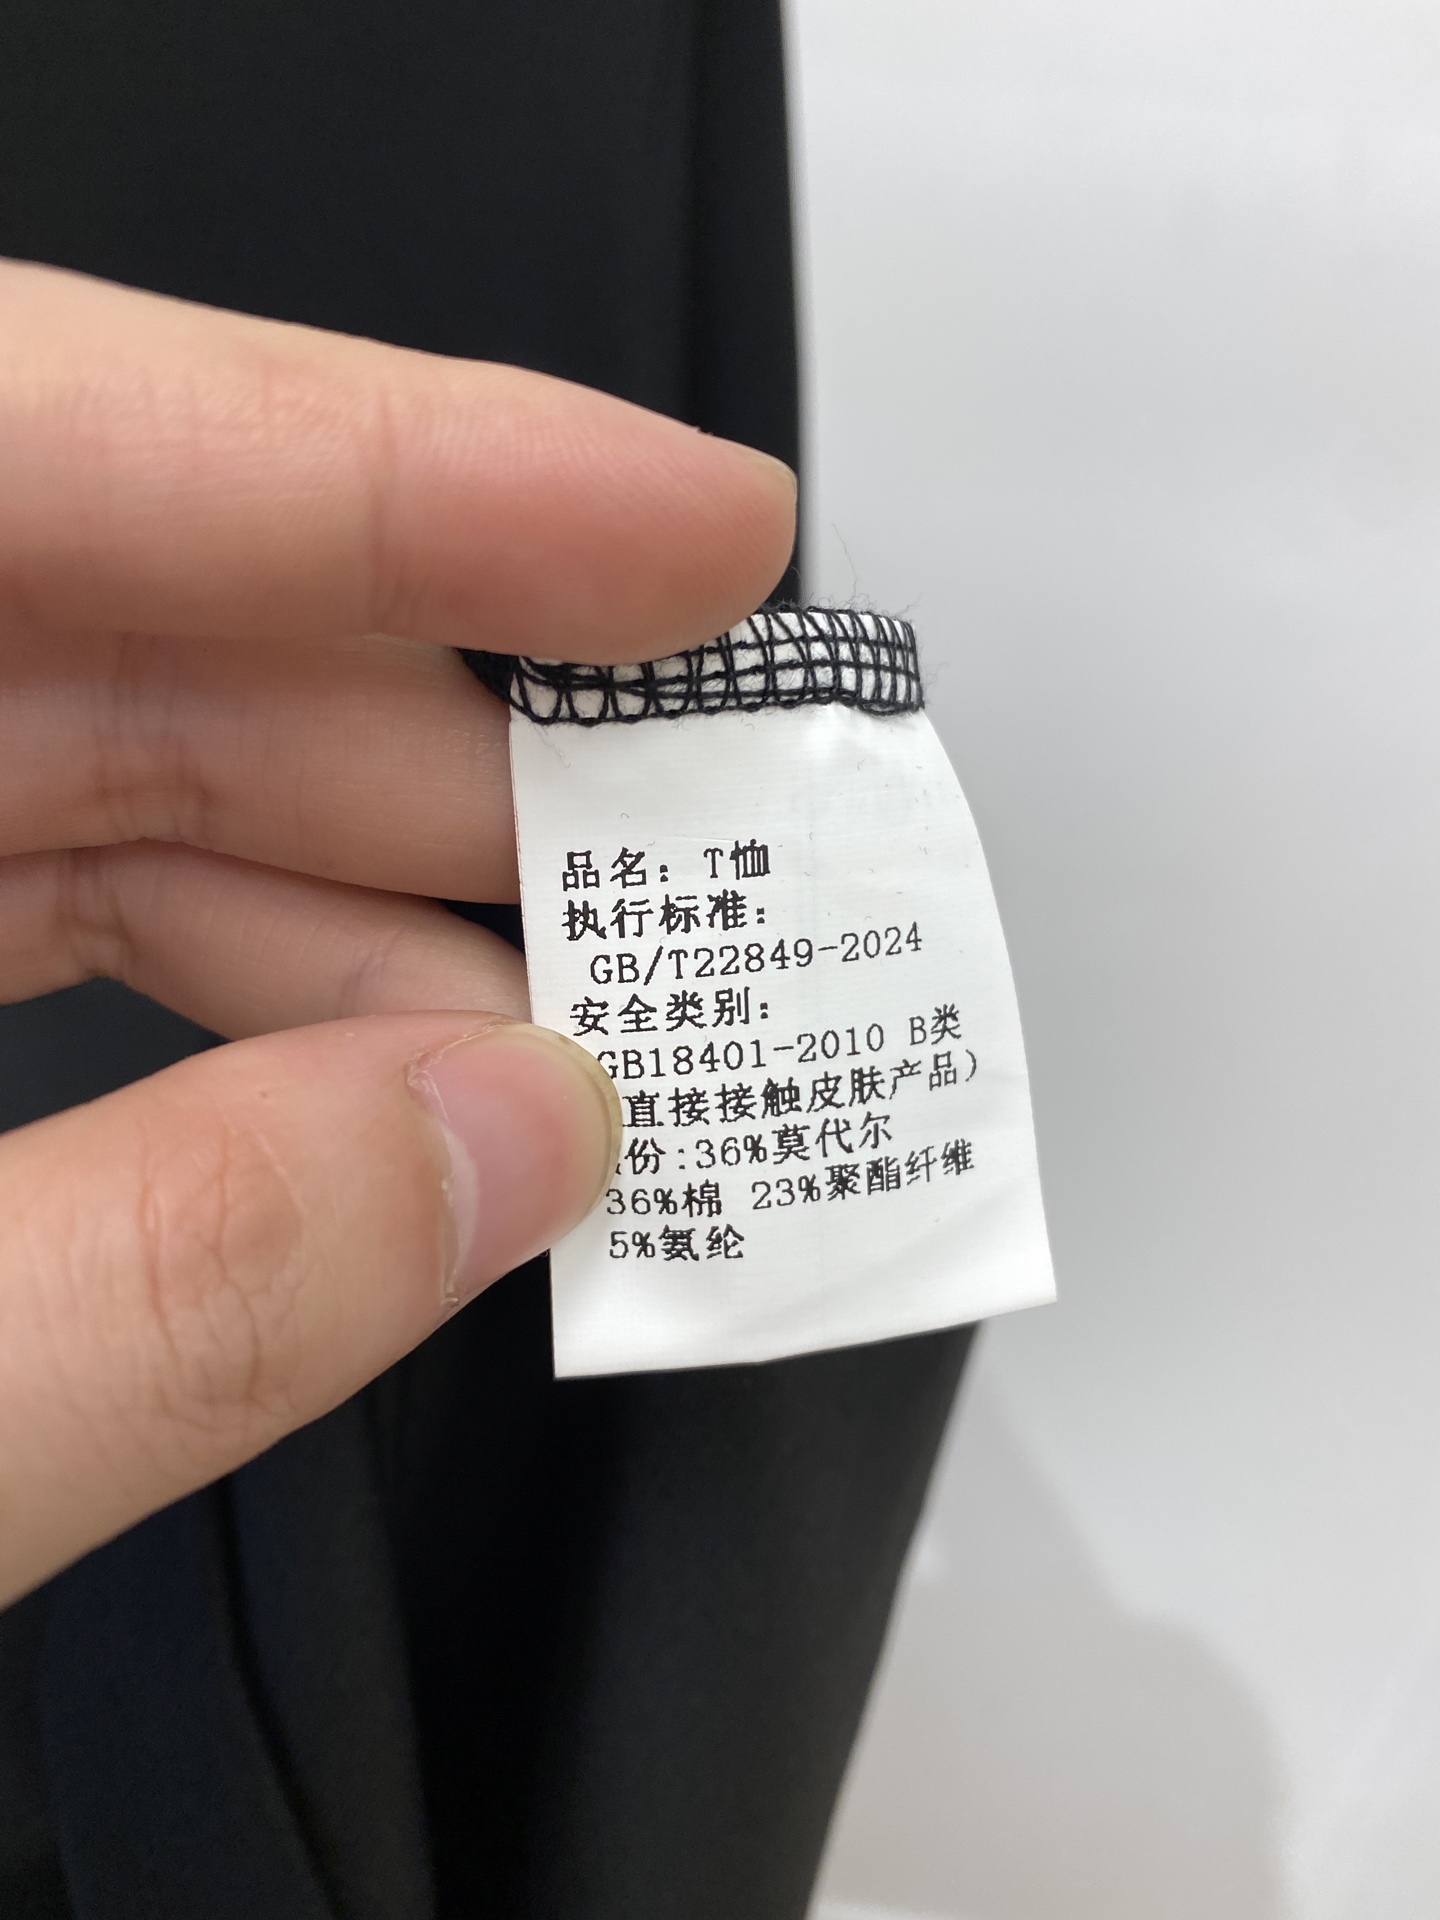 品名：T恤
执行标准：
GB/T22849-2024
安全类别：
GB18401-2010 B类
直接接触皮肤产品）
份:36%莫代尔
36%棉 23%聚酯纤维
5%氨纶